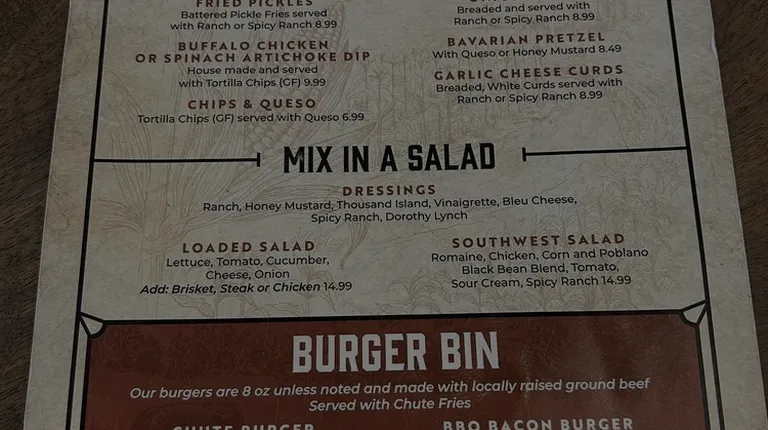 FRIED PICKLES
Battered Pickle Fries served
with Ranch or Spicy Ranch 8.99
BUFFALO CHICKEN
OR SPINACH ARTICHOKE DIP
House made and served
with Tortilla Chips (GF) 9.99
CHIPS & QUESO
Tortilla Chips (GF) served with Queso 6.99
Breaded and served with
Ranch or Spicy Ranch 8.99
BAVARIAN PRETZEL
With Queso or Honey Mustard 8.49
GARLIC CHEESE CURDS
Breaded, White Curds served with
Ranch or Spicy Ranch 8.99
MIX IN A SALAD
DRESSINGS
Ranch, Honey Mustard, Thousand Island, Vinaigrette, Bleu Cheese,
Spicy Ranch, Dorothy Lynch
LOADED SALAD
Lettuce, Tomato, Cucumber,
Cheese, Onion
Add: Brisket, Steak or Chicken 14.99
SOUTHWEST SALAD
Romaine, Chicken, Corn and Poblano
Black Bean Blend, Tomato,
Sour Cream, Spicy Ranch 14.99
BURGER BIN
Our burgers are 8 oz unless noted and made with locally raised ground beef
Served with Chute Fries
CHUTE BURGER
BBQ BACON BURGER